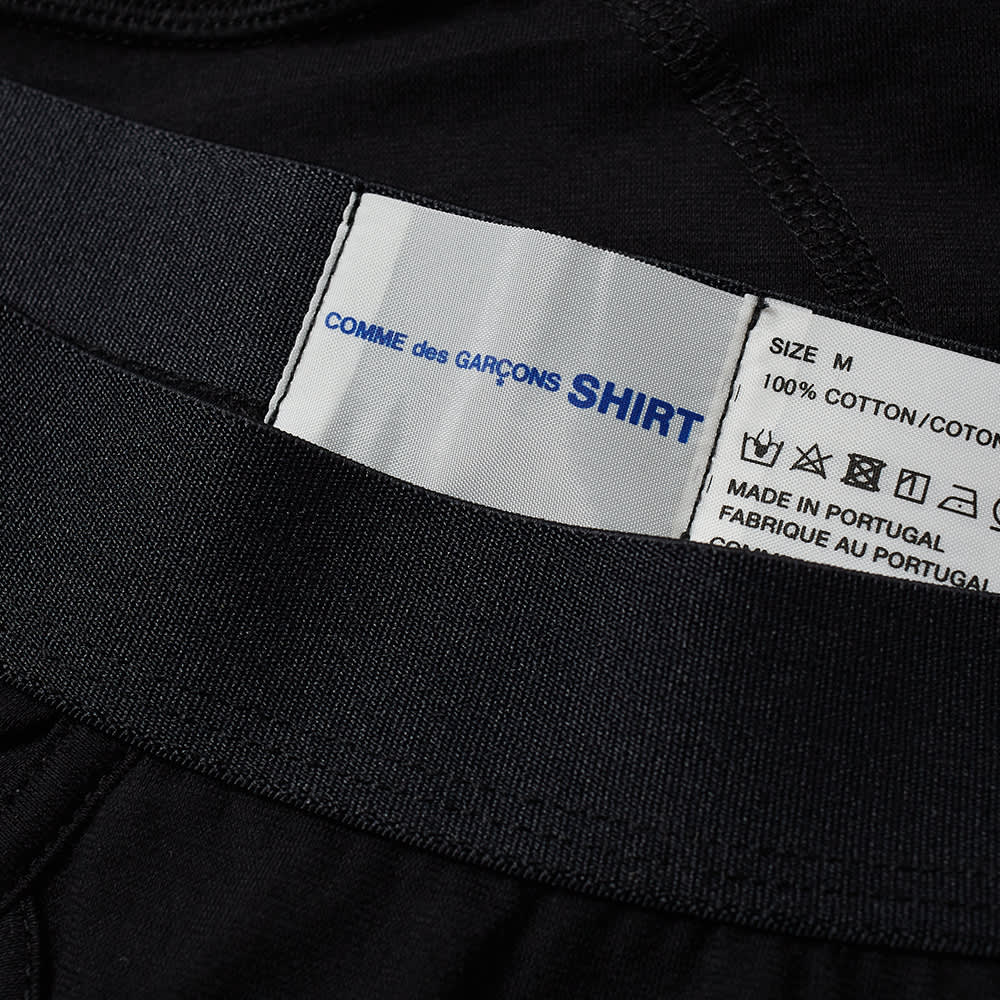 COMME des GARÇONS SHIRT
SIZE M
100% COTTON/COTON
MADE IN PORTUGAL
FABRIQUE AU PORTUGAL